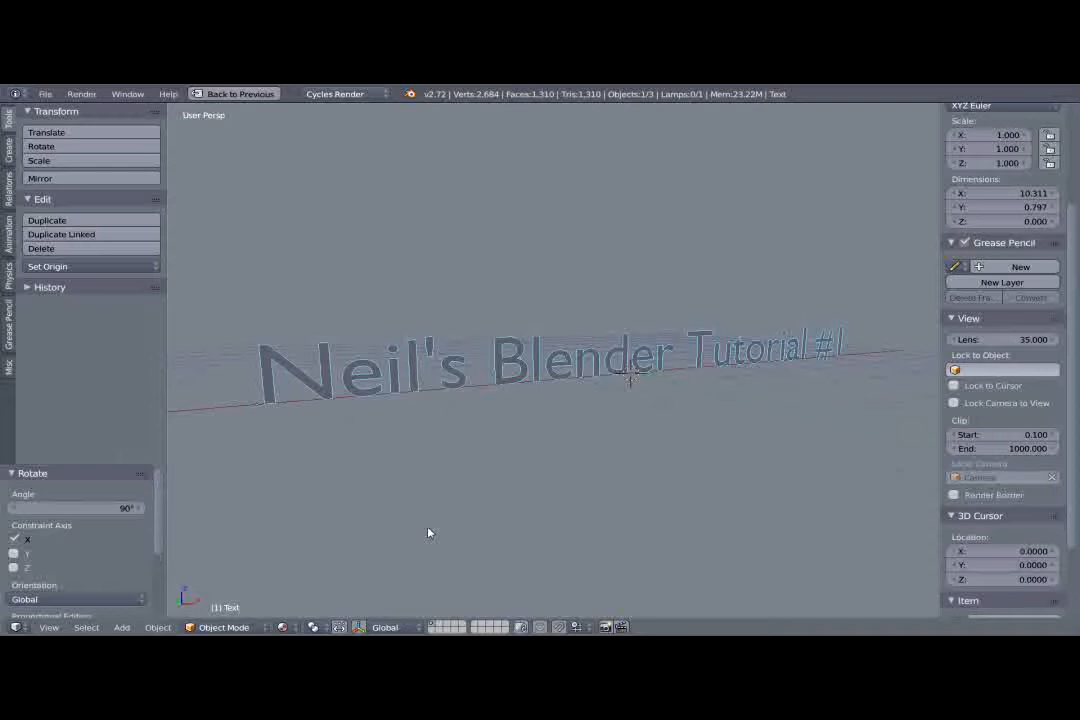 File Render Window Help Back to Previous Cycles Render v2.72 | Verts:2,684 | Faces:1,310 | Tris:1,310 | Objects:1/3 | Lamps:0/1 | Mem:23.22M | Text
Tools
Create
Relations
Animation
Physics
Grease Pencil
Misc
Transform
Translate
Rotate
Scale
Mirror
Edit
Duplicate
Duplicate Linked
Delete
Set Origin
History
Rotate
Angle
90°
Constraint Axis
X
Y
Z
Orientation
Global
User Persp
Neil's Blender Tutorial #1
(1) Text
XYZ Euler
Scale:
X: 1.000
Y: 1.000
Z: 1.000
Dimensions:
X: 10.311
Y: 0.797
Z: 0.000
Grease Pencil
New
New Layer
Delete Fra... Convert
View
Lens: 35.000
Lock to Object:
Lock to Cursor
Lock Camera to View
Clip:
Start: 0.100
End: 1000.000
Local Camera:
Camera
Render Border
3D Cursor
Location:
X: 0.0000
Y: 0.0000
Z: 0.0000
Item
View Select Add Object Object Mode Global